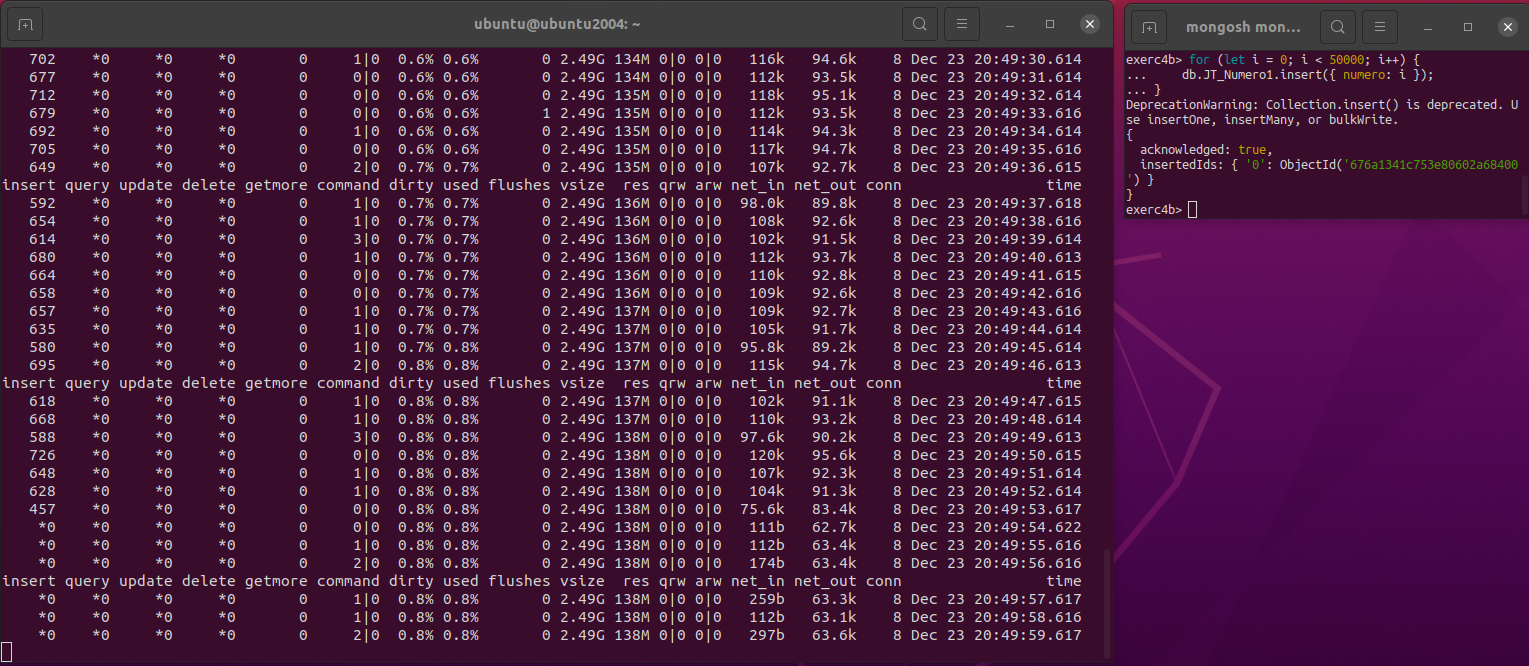 ubuntu@ubuntu2004: ~
702 *0 *0 *0 0 1|0 0.6% 0.6% 0 2.49G 134M 0|0 0|0 116k 94.6k 8 Dec 23 20:49:30.614
677 *0 *0 *0 0 2|0 0.6% 0.6% 0 2.49G 134M 0|0 0|0 112k 93.5k 8 Dec 23 20:49:31.614
712 *0 *0 *0 0 0|0 0.6% 0.6% 0 2.49G 135M 0|0 0|0 118k 95.1k 8 Dec 23 20:49:32.614
679 *0 *0 *0 0 0|0 0.6% 0.6% 1 2.49G 135M 0|0 0|0 112k 93.5k 8 Dec 23 20:49:33.616
692 *0 *0 *0 0 1|0 0.6% 0.6% 0 2.49G 135M 0|0 0|0 114k 94.3k 8 Dec 23 20:49:34.614
705 *0 *0 *0 0 0|0 0.6% 0.6% 0 2.49G 135M 0|0 0|0 117k 94.7k 8 Dec 23 20:49:35.616
649 *0 *0 *0 0 2|0 0.7% 0.7% 0 2.49G 135M 0|0 0|0 107k 92.7k 8 Dec 23 20:49:36.615
insert query update delete getmore command dirty used flushes vsize res qrw arw net_in net_out conn time
592 *0 *0 *0 0 1|0 0.7% 0.7% 0 2.49G 136M 0|0 0|0 98.0k 89.8k 8 Dec 23 20:49:37.618
654 *0 *0 *0 0 1|0 0.7% 0.7% 0 2.49G 136M 0|0 0|0 108k 92.6k 8 Dec 23 20:49:38.616
614 *0 *0 *0 0 3|0 0.7% 0.7% 0 2.49G 136M 0|0 0|0 102k 91.5k 8 Dec 23 20:49:39.614
680 *0 *0 *0 0 1|0 0.7% 0.7% 0 2.49G 136M 0|0 0|0 112k 93.7k 8 Dec 23 20:49:40.613
664 *0 *0 *0 0 0|0 0.7% 0.7% 0 2.49G 136M 0|0 0|0 110k 92.8k 8 Dec 23 20:49:41.615
658 *0 *0 *0 0 0|0 0.7% 0.7% 0 2.49G 136M 0|0 0|0 109k 92.6k 8 Dec 23 20:49:42.616
657 *0 *0 *0 0 1|0 0.7% 0.7% 0 2.49G 137M 0|0 0|0 109k 92.7k 8 Dec 23 20:49:43.616
635 *0 *0 *0 0 1|0 0.7% 0.7% 0 2.49G 137M 0|0 0|0 105k 91.7k 8 Dec 23 20:49:44.614
580 *0 *0 *0 0 1|0 0.7% 0.8% 0 2.49G 137M 0|0 0|0 95.8k 89.2k 8 Dec 23 20:49:45.614
695 *0 *0 *0 0 2|0 0.8% 0.8% 0 2.49G 137M 0|0 0|0 115k 94.7k 8 Dec 23 20:49:46.613
insert query update delete getmore command dirty used flushes vsize res qrw arw net_in net_out conn time
618 *0 *0 *0 0 1|0 0.8% 0.8% 0 2.49G 137M 0|0 0|0 102k 91.1k 8 Dec 23 20:49:47.615
668 *0 *0 *0 0 1|0 0.8% 0.8% 0 2.49G 137M 0|0 0|0 110k 93.2k 8 Dec 23 20:49:48.614
588 *0 *0 *0 0 3|0 0.8% 0.8% 0 2.49G 138M 0|0 0|0 97.6k 90.2k 8 Dec 23 20:49:49.613
726 *0 *0 *0 0 0|0 0.8% 0.8% 0 2.49G 138M 0|0 0|0 120k 95.6k 8 Dec 23 20:49:50.615
648 *0 *0 *0 0 1|0 0.8% 0.8% 0 2.49G 138M 0|0 0|0 107k 92.3k 8 Dec 23 20:49:51.614
628 *0 *0 *0 0 1|0 0.8% 0.8% 0 2.49G 138M 0|0 0|0 104k 91.3k 8 Dec 23 20:49:52.614
457 *0 *0 *0 0 0|0 0.8% 0.8% 0 2.49G 138M 0|0 0|0 75.6k 83.4k 8 Dec 23 20:49:53.617
*0 *0 *0 *0 0 0|0 0.8% 0.8% 0 2.49G 138M 0|0 0|0 111b 62.7k 8 Dec 23 20:49:54.622
*0 *0 *0 *0 0 1|0 0.8% 0.8% 0 2.49G 138M 0|0 0|0 112b 63.4k 8 Dec 23 20:49:55.616
*0 *0 *0 *0 0 2|0 0.8% 0.8% 0 2.49G 138M 0|0 0|0 174b 63.4k 8 Dec 23 20:49:56.616
insert query update delete getmore command dirty used flushes vsize res qrw arw net_in net_out conn time
*0 *0 *0 *0 0 1|0 0.8% 0.8% 0 2.49G 138M 0|0 0|0 259b 63.3k 8 Dec 23 20:49:57.617
*0 *0 *0 *0 0 1|0 0.8% 0.8% 0 2.49G 138M 0|0 0|0 112b 63.1k 8 Dec 23 20:49:58.616
*0 *0 *0 *0 0 2|0 0.8% 0.8% 0 2.49G 138M 0|0 0|0 297b 63.6k 8 Dec 23 20:49:59.617
mongosh mon...
exerc4b> for (let i = 0; i < 50000; i++) {
... db.JT_Numero1.insert({ numero: i });
... }
DeprecationWarning: Collection.insert() is deprecated. U
se insertOne, insertMany, or bulkWrite.
{
acknowledged: true,
insertedIds: { '0': ObjectId('676a1341c753e80602a68400
') }
}
exerc4b>